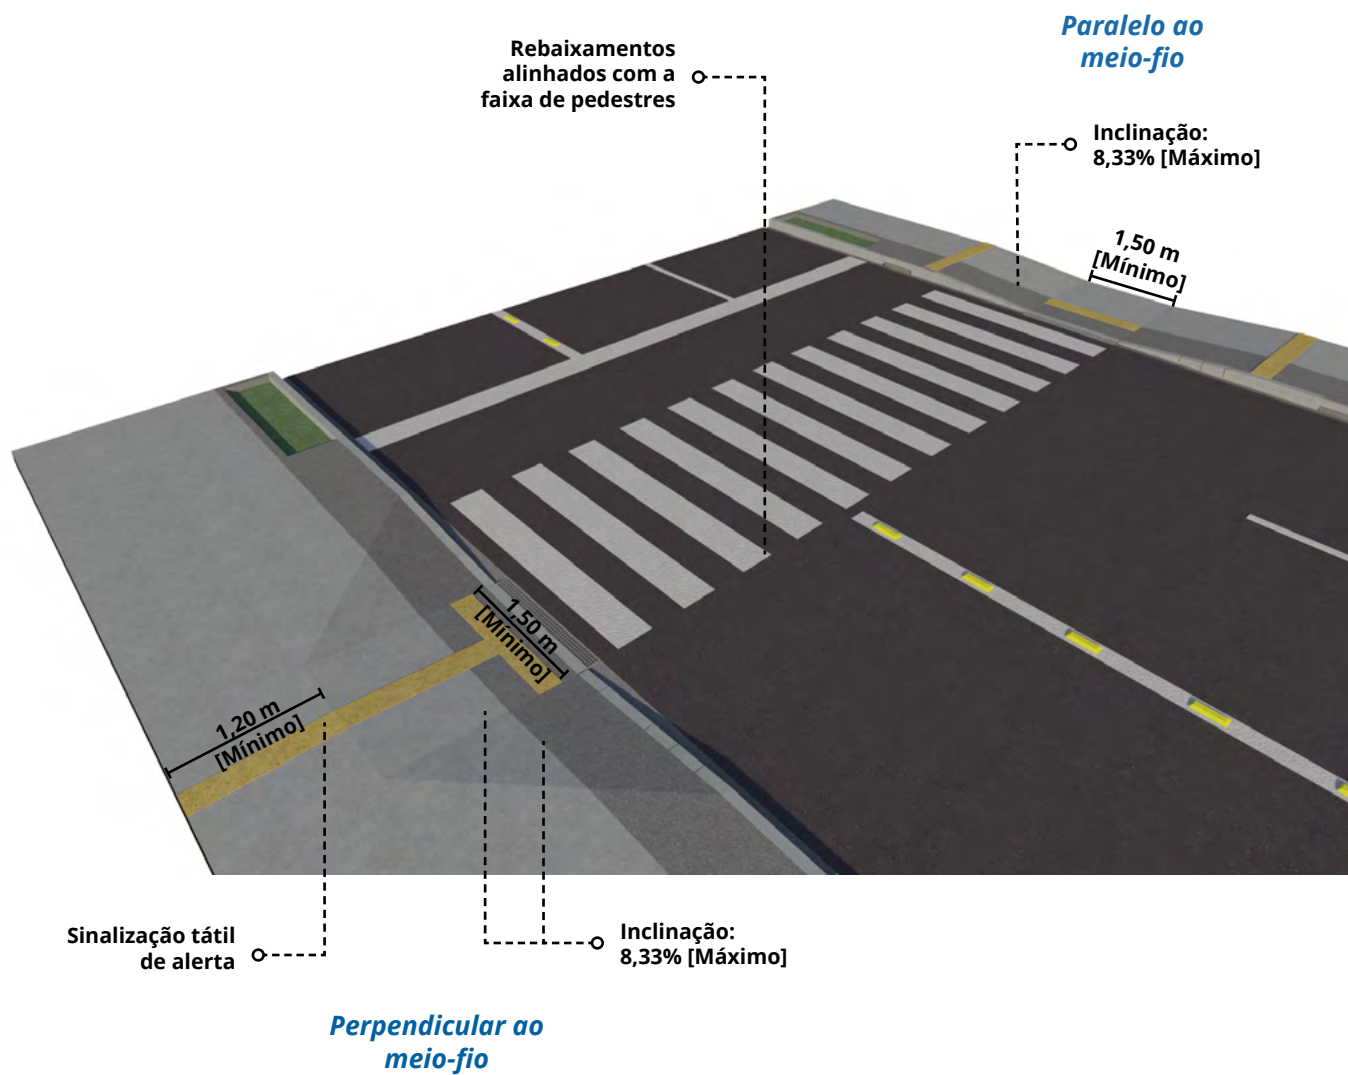 Paralelo ao
meio-fio
Rebaixamentos
alinhados com a
faixa de pedestres
Inclinação:
8,33% [Máximo]
1,50 m
[Mínimo]
1,50 m
[Mínimo]
1,20 m
[Mínimo]
Sinalização tátil
de alerta
Inclinação:
8,33% [Máximo]
Perpendicular ao
meio-fio